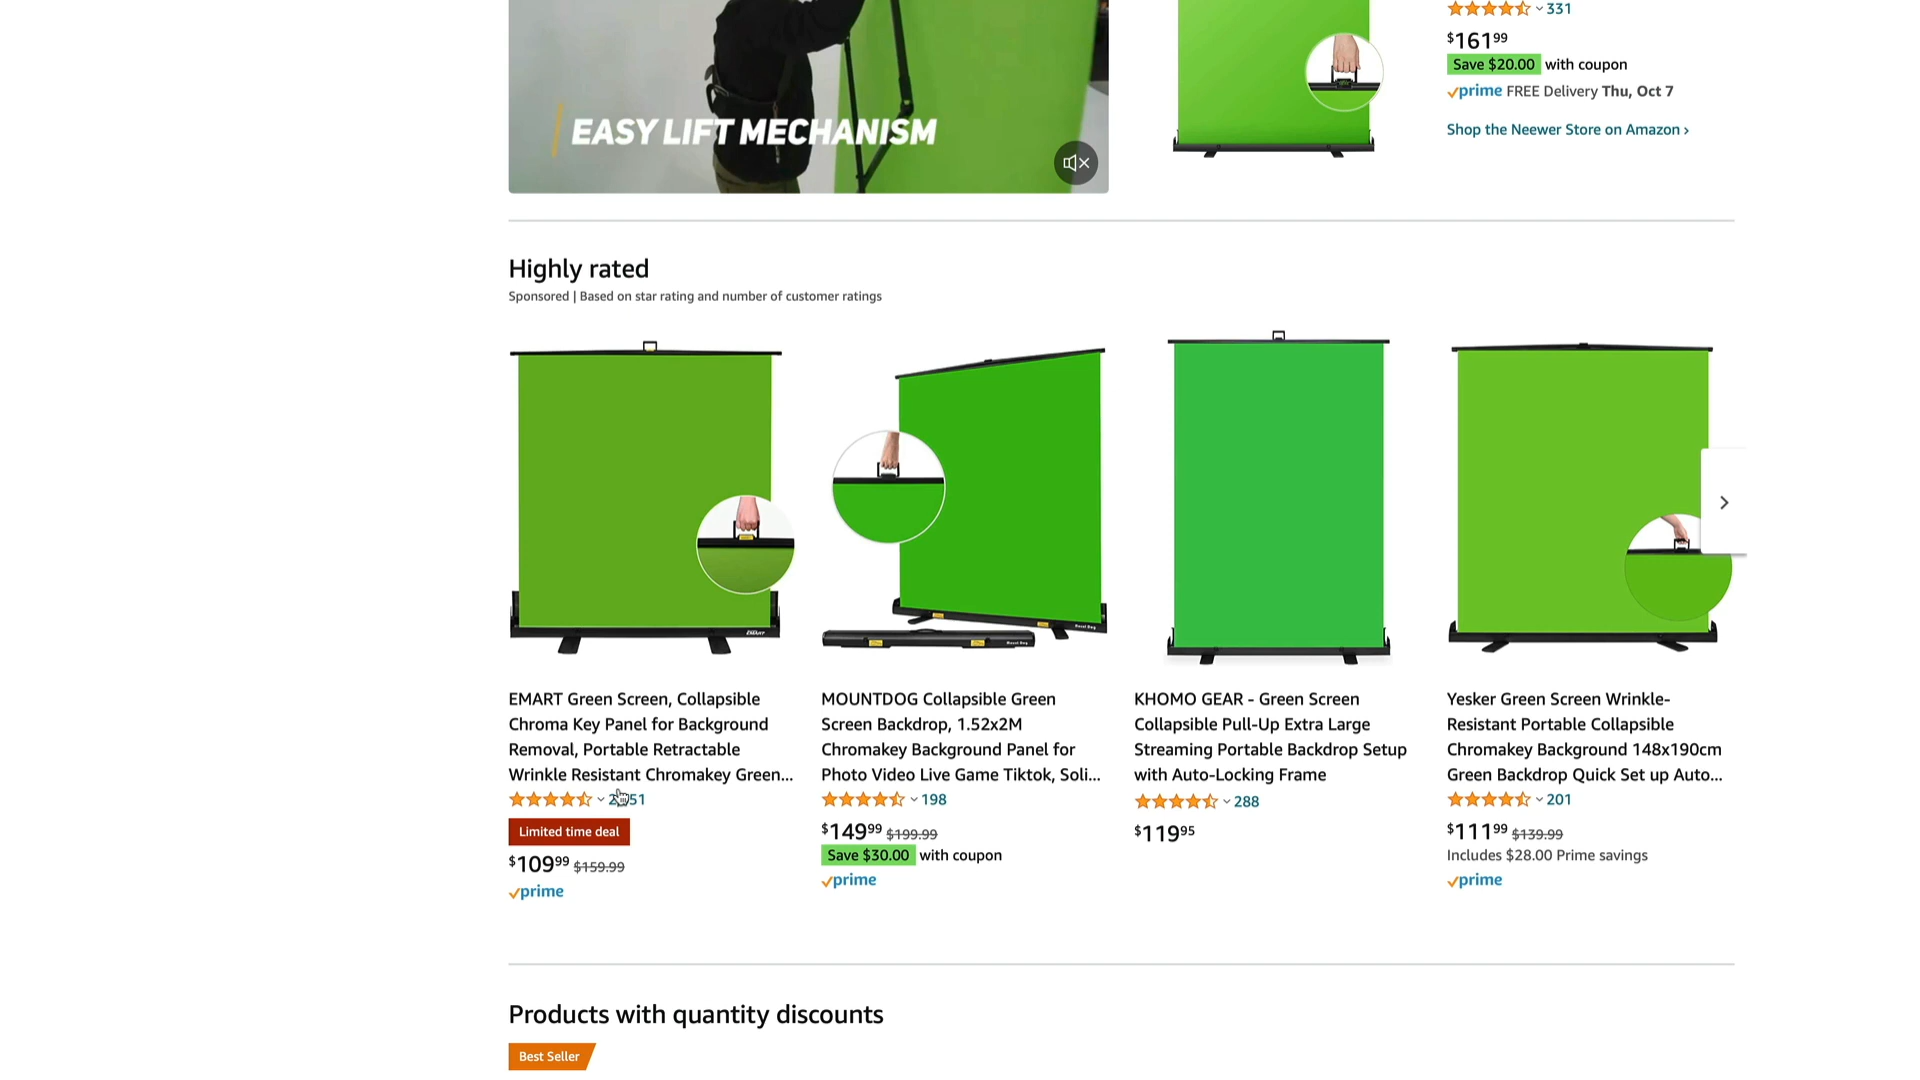 331
$161.99
Save $20.00 with coupon
prime FREE Delivery Thu, Oct 7
Shop the Neewer Store on Amazon ›
EASY LIFT MECHANISM
Highly rated
Sponsored | Based on star rating and number of customer ratings
EMART Green Screen, Collapsible
Chroma Key Panel for Background
Removal, Portable Retractable
Wrinkle Resistant Chromakey Green...
Limited time deal
$109.99 $159.99
prime
MOUNTDOG Collapsible Green
Screen Backdrop, 1.52x2M
Chromakey Background Panel for
Photo Video Live Game Tiktok, Soli...
198
$149.99 $199.99
Save $30.00 with coupon
prime
KHOMO GEAR - Green Screen
Collapsible Pull-Up Extra Large
Streaming Portable Backdrop Setup
with Auto-Locking Frame
288
$119.95
Yesker Green Screen Wrinkle-
Resistant Portable Collapsible
Chromakey Background 148x190cm
Green Backdrop Quick Set up Auto...
201
$111.99 $139.99
Includes $28.00 Prime savings
prime
Products with quantity discounts
Best Seller